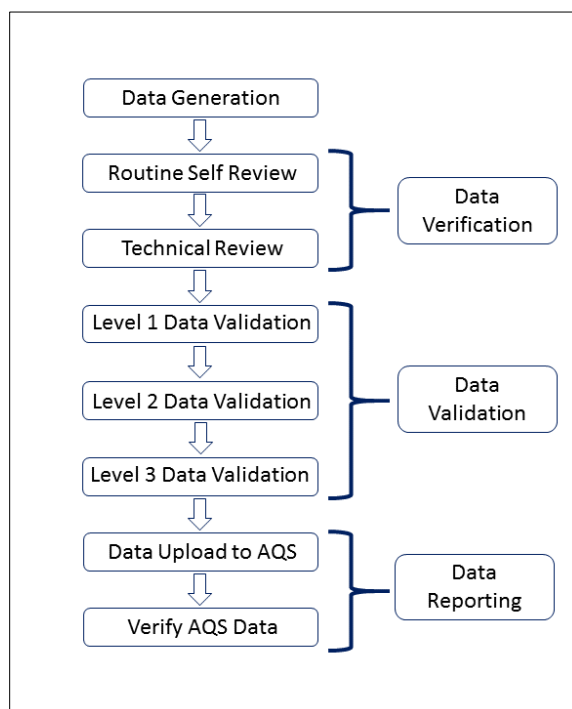 Data Generation
Routine Self Review
Technical Review
Data
Verification
Level 1 Data Validation
Level 2 Data Validation
Level 3 Data Validation
Data
Validation
Data Upload to AQS
Verify AQS Data
Data
Reporting